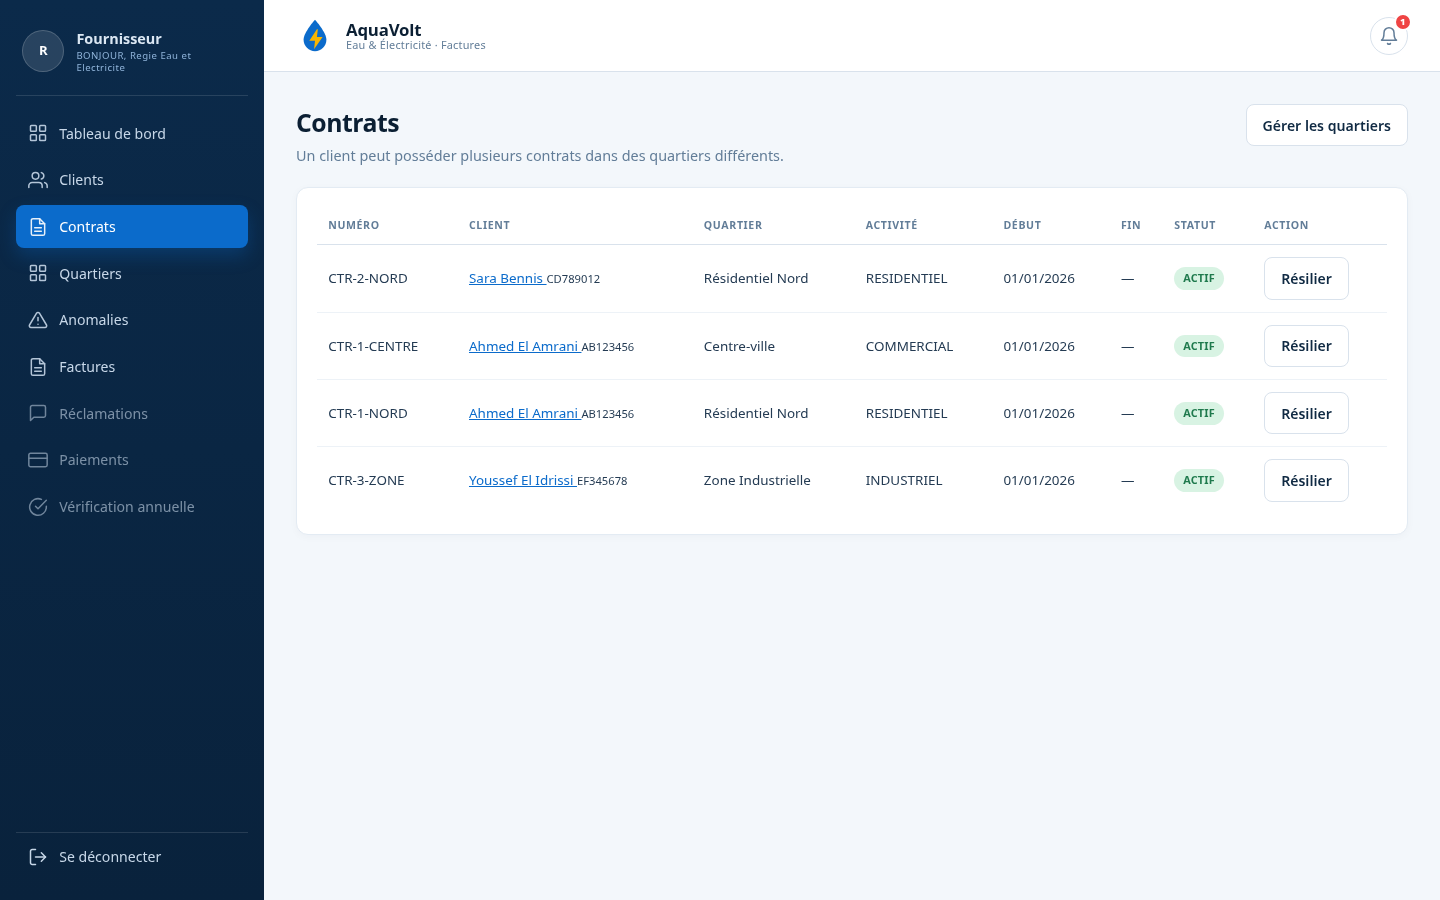 R
Fournisseur
BONJOUR, Regie Eau et
Electricite
Tableau de bord
Clients
Contrats
Quartiers
Anomalies
Factures
Réclamations
Paiements
Vérification annuelle
Se déconnecter
AquaVolt
Eau & Électricité · Factures
1
Contrats
Un client peut posséder plusieurs contrats dans des quartiers différents.
Gérer les quartiers
NUMÉRO CLIENT QUARTIER ACTIVITÉ DÉBUT FIN STATUT ACTION
CTR-2-NORD Sara Bennis CD789012 Résidentiel Nord RESIDENTIEL 01/01/2026 — ACTIF Résilier
CTR-1-CENTRE Ahmed El Amrani AB123456 Centre-ville COMMERCIAL 01/01/2026 — ACTIF Résilier
CTR-1-NORD Ahmed El Amrani AB123456 Résidentiel Nord RESIDENTIEL 01/01/2026 — ACTIF Résilier
CTR-3-ZONE Youssef El Idrissi EF345678 Zone Industrielle INDUSTRIEL 01/01/2026 — ACTIF Résilier